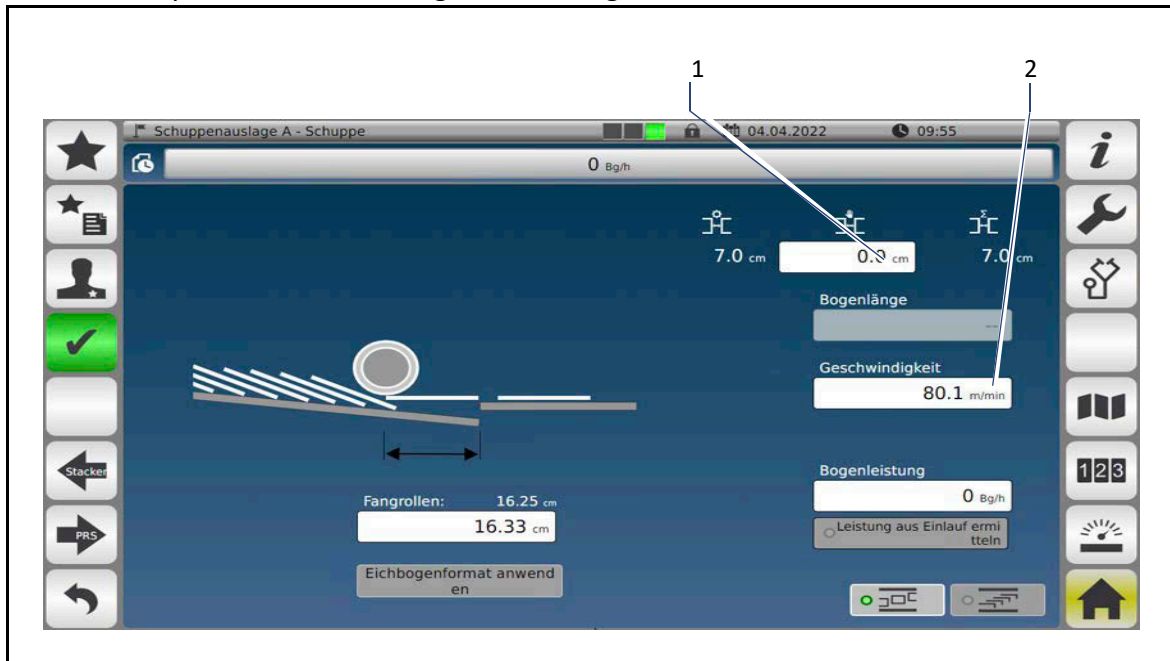 1 2
Schuppenauslage A - Schuppe 04.04.2022 09:55
0 Bg/h
7.0 cm 0.0 cm 7.0 cm
Bogenlänge
---
Geschwindigkeit
80.1 m/min
Stacker
123
Bogenleistung
Fangrollen: 16.25 cm
0 Bg/h
16.33 cm
PRS
Leistung aus Einlauf ermi
tteln
Eichbogenformat anwend
en